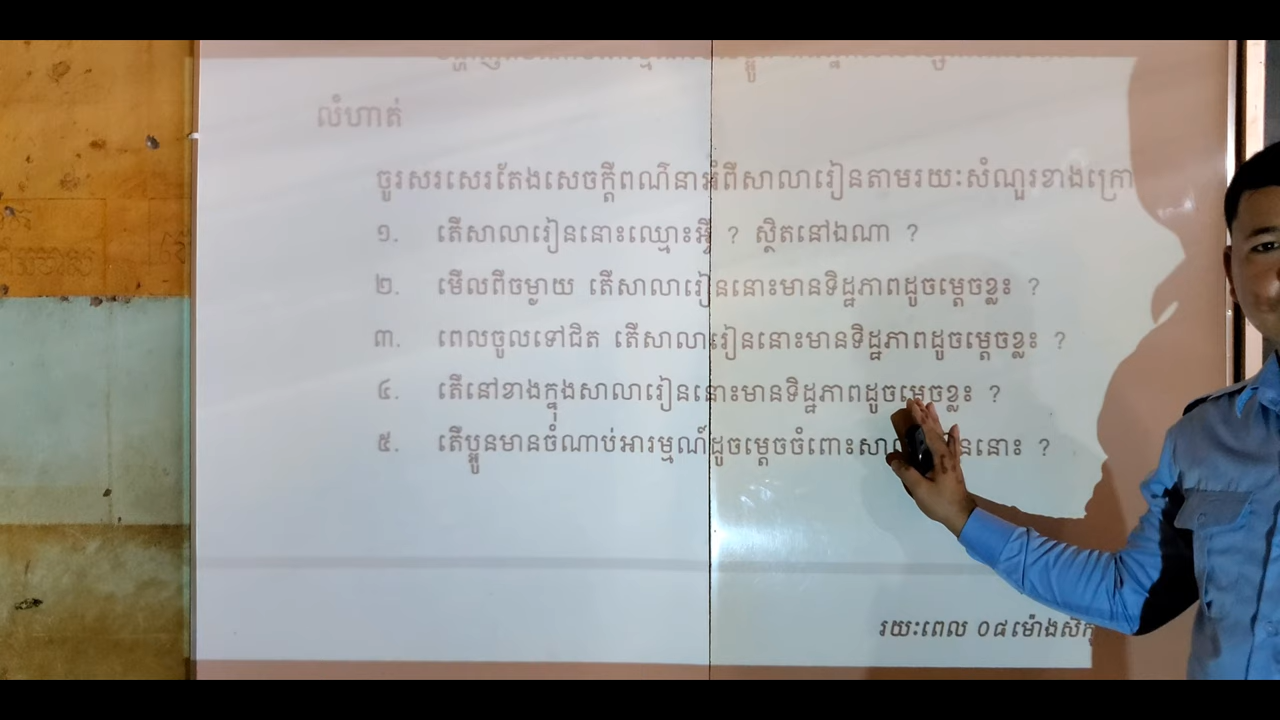 លំហាត់
ចូរសរសេរតែងសេចក្តីពណ៌នាអំពីសាលារៀនតាមរយៈសំណួរខាងក្រោ
១. តើសាលារៀននោះឈ្មោះអ្វី ? ស្ថិតនៅឯណា ?
២. មើលពីចម្ងាយ តើសាលារៀននោះមានទិដ្ឋភាពដូចម្តេចខ្លះ ?
៣. ពេលចូលទៅជិត តើសាលារៀននោះមានទិដ្ឋភាពដូចម្តេចខ្លះ ?
៤. តើនៅខាងក្នុងសាលារៀននោះមានទិដ្ឋភាពដូចម្តេចខ្លះ ?
៥. តើប្អូនមានចំណាប់អារម្មណ៍ដូចម្តេចចំពោះ នោះ ?
រយៈពេល ០៨ម៉ោងសិក្